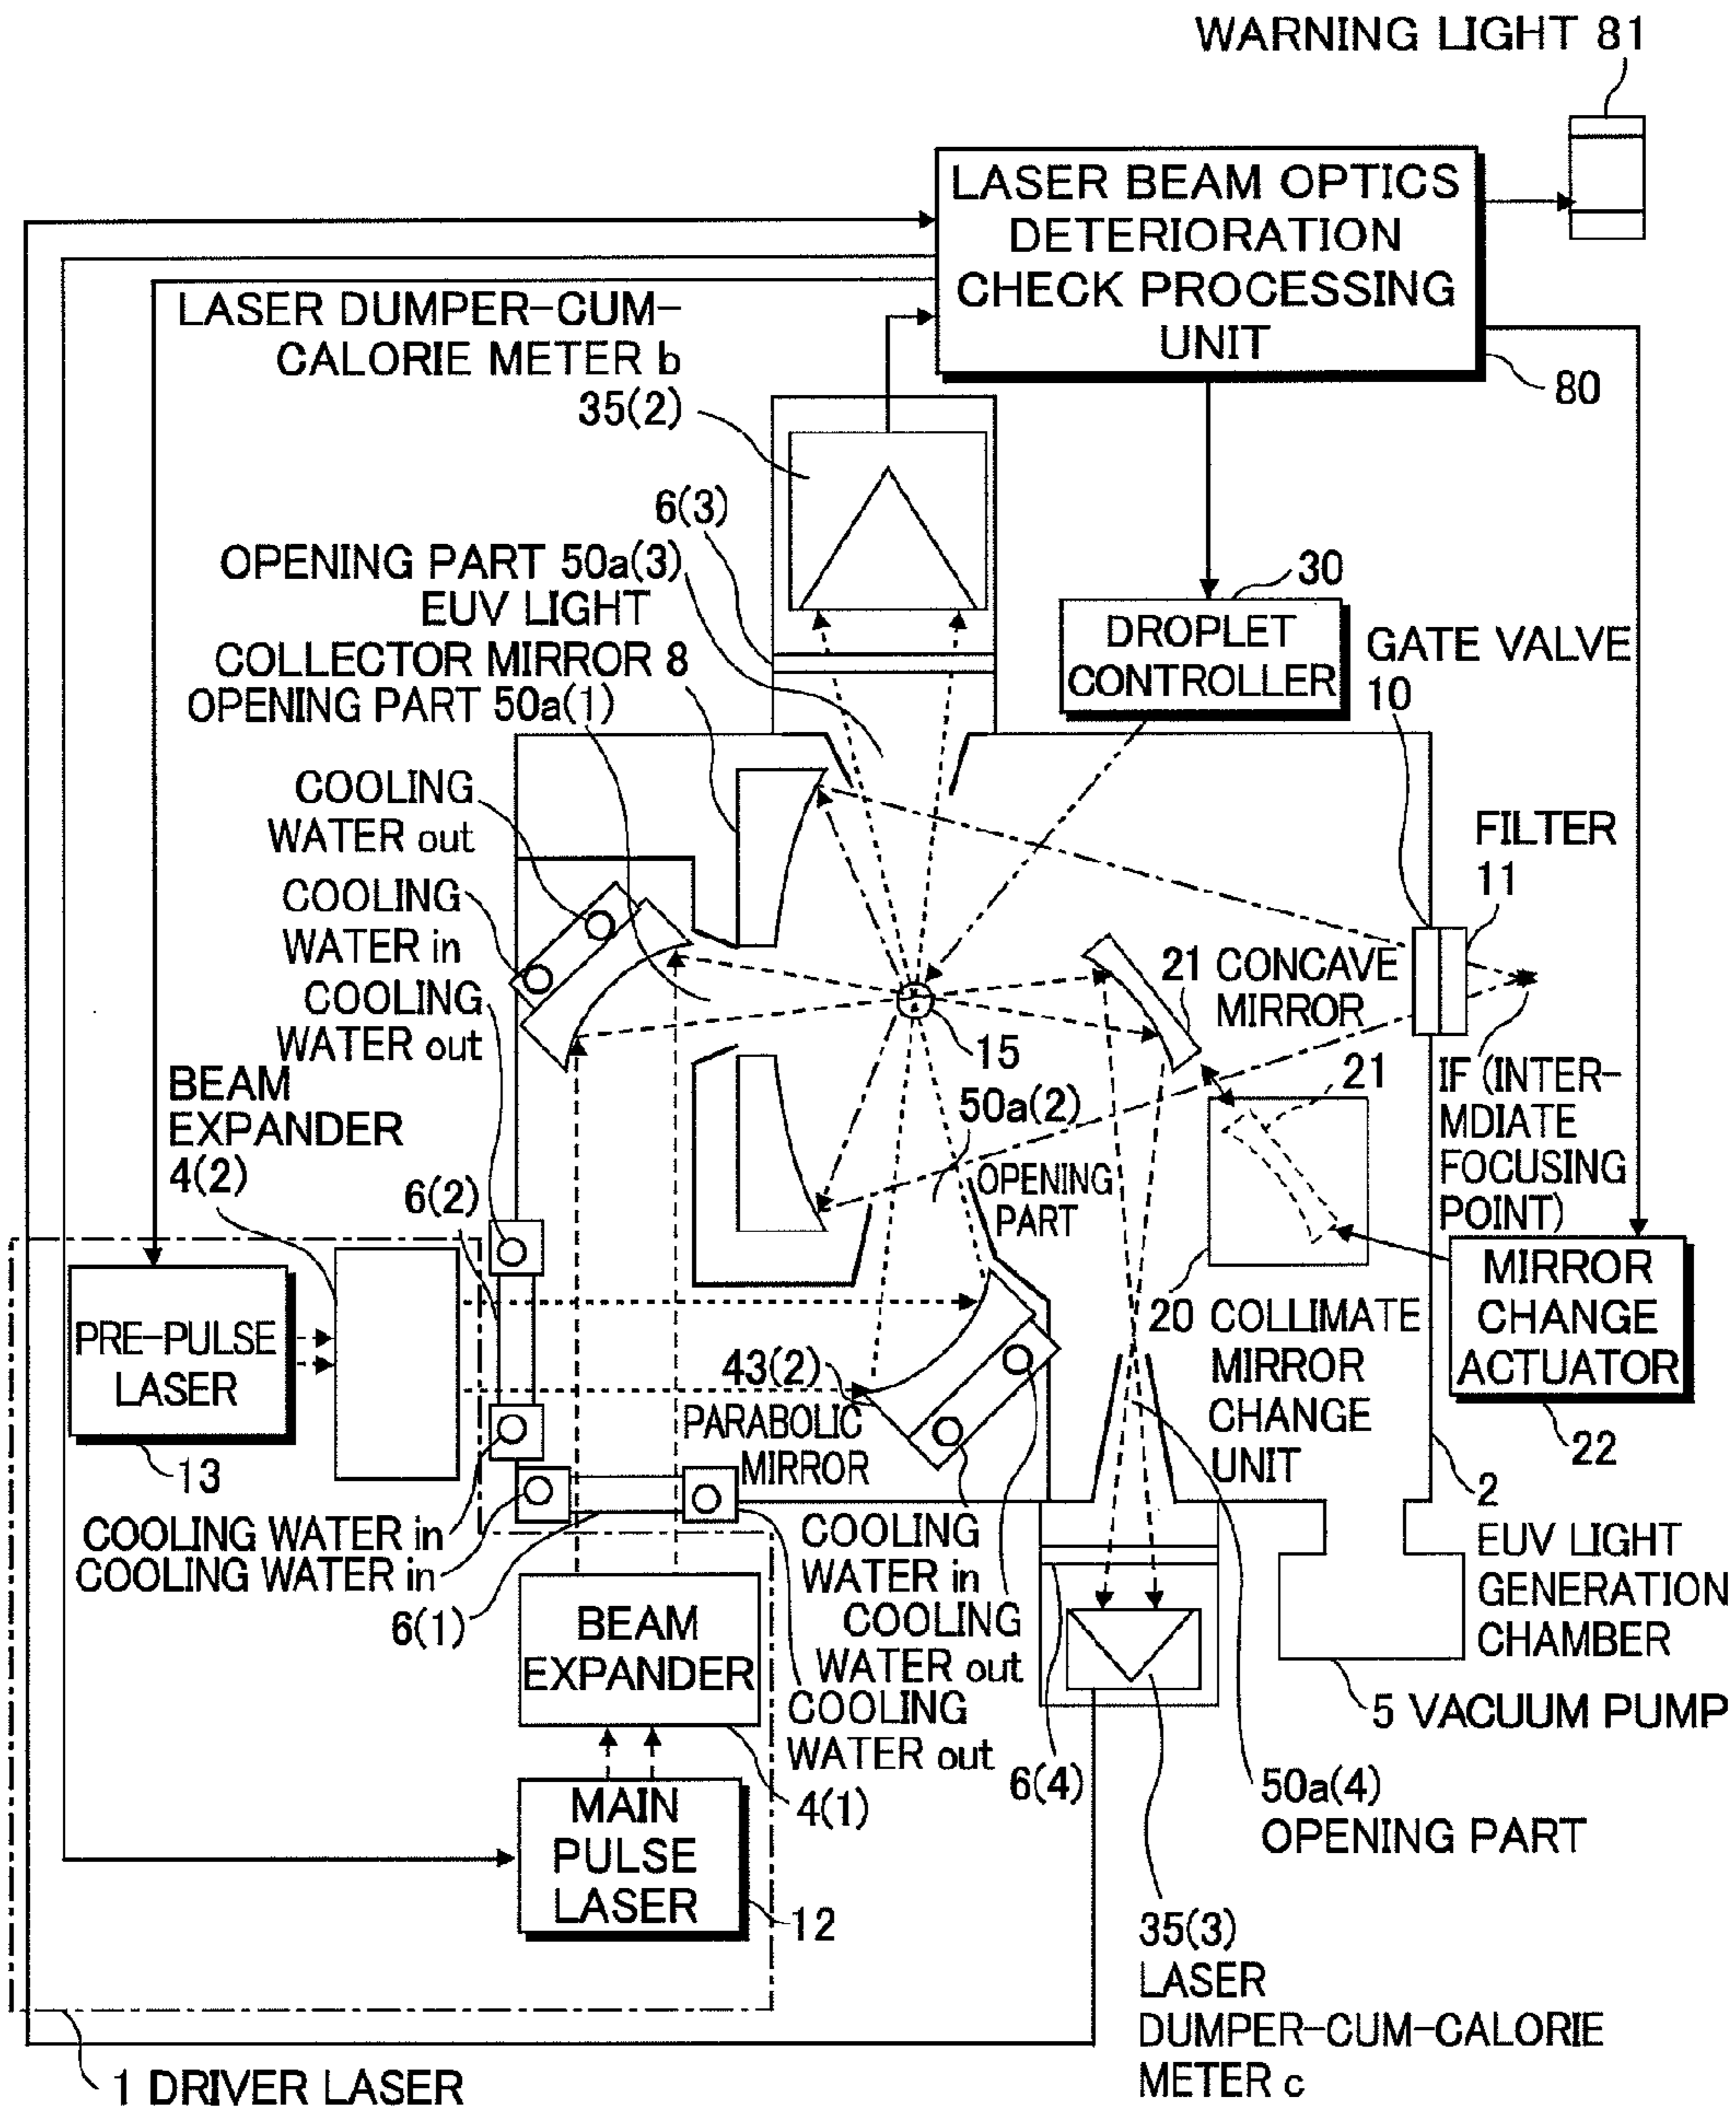 WARNING LIGHT 81
LASER BEAM OPTICS
DETERIORATION
CHECK PROCESSING
UNIT
80
LASER DUMPER-CUM-
CALORIE METER b
35(2)
6(3)
OPENING PART 50a(3)
EUV LIGHT
COLLECTOR MIRROR 8
OPENING PART 50a(1)
30
DROPLET
CONTROLLER
GATE VALVE
10
COOLING
WATER out
COOLING
WATER in
COOLING
WATER out
FILTER
11
21 CONCAVE
MIRROR
15
21
IF (INTER-
MDIATE
FOCUSING
POINT)
50a(2)
OPENING
PART
BEAM
EXPANDER
4(2)
6(2)
PRE-PULSE
LASER
13
43(2)
PARABOLIC
MIRROR
20 COLLIMATE
MIRROR
CHANGE
UNIT
MIRROR
CHANGE
ACTUATOR
22
2
EUV LIGHT
GENERATION
CHAMBER
COOLING WATER in
COOLING WATER in
6(1)
COOLING
WATER in
COOLING
WATER out
COOLING
WATER out
BEAM
EXPANDER
4(1)
5 VACUUM PUMP
6(4)
50a(4)
OPENING PART
MAIN
PULSE
LASER
12
35(3)
LASER
DUMPER-CUM-CALORIE
METER c
1 DRIVER LASER